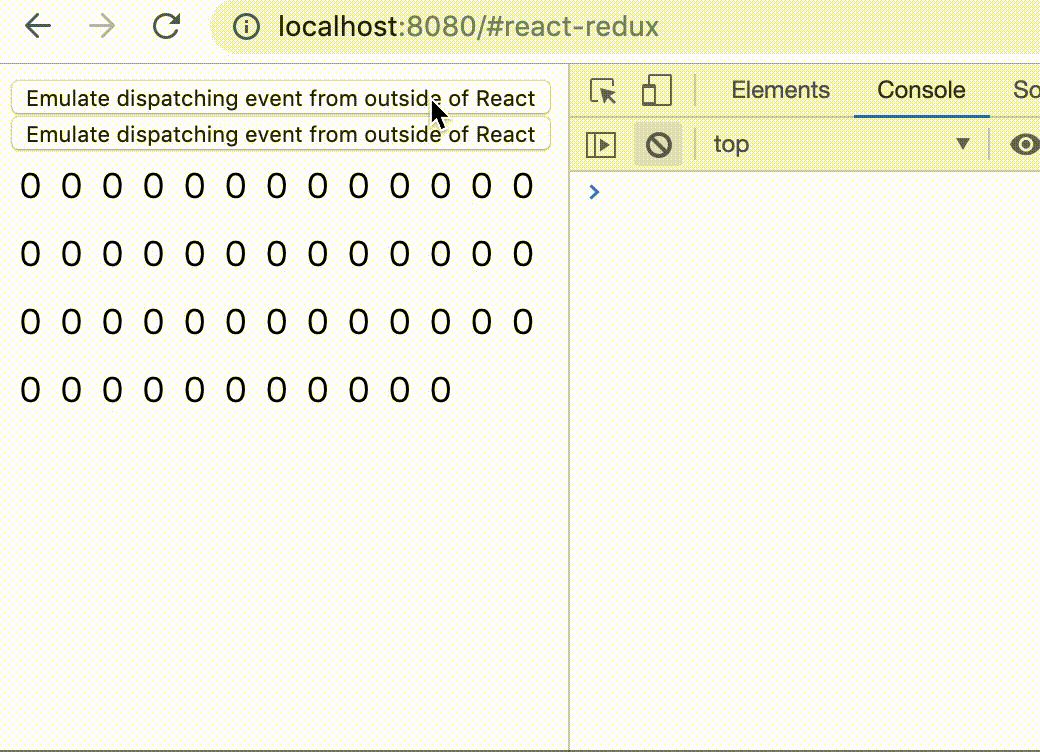 localhost:8080/#react-redux
Elements Console So
Emulate dispatching event from outside of React
top
Emulate dispatching event from outside of React
0 0 0 0 0 0 0 0 0 0 0 0 0
0 0 0 0 0 0 0 0 0 0 0 0 0
0 0 0 0 0 0 0 0 0 0 0 0 0
0 0 0 0 0 0 0 0 0 0 0